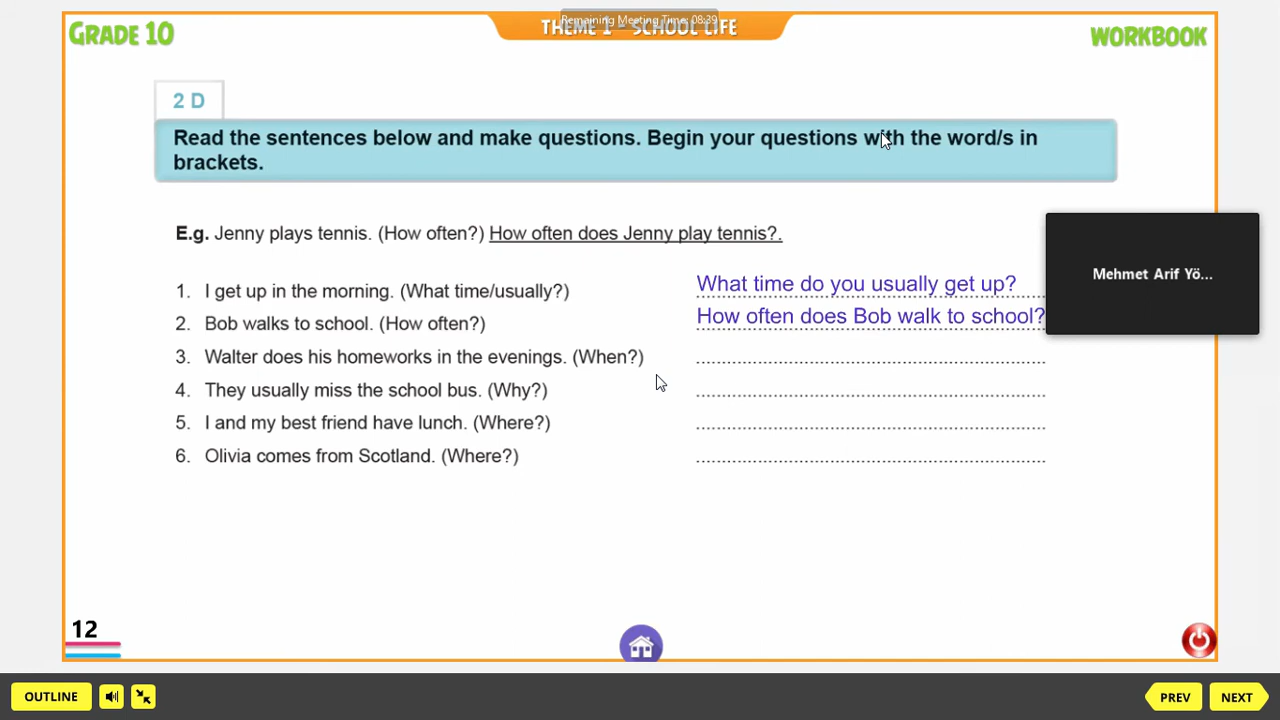 Remaining Meeting Time: 08:39
GRADE 10
THEME 1 - SCHOOL LIFE
WORKBOOK
2 D
Read the sentences below and make questions. Begin your questions with the word/s in
brackets.
E.g. Jenny plays tennis. (How often?) How often does Jenny play tennis?.
1. I get up in the morning. (What time/usually?) What time do you usually get up?
2. Bob walks to school. (How often?) How often does Bob walk to school?
3. Walter does his homeworks in the evenings. (When?)
4. They usually miss the school bus. (Why?)
5. I and my best friend have lunch. (Where?)
6. Olivia comes from Scotland. (Where?)
Mehmet Arif Yö...
12
OUTLINE
PREV
NEXT